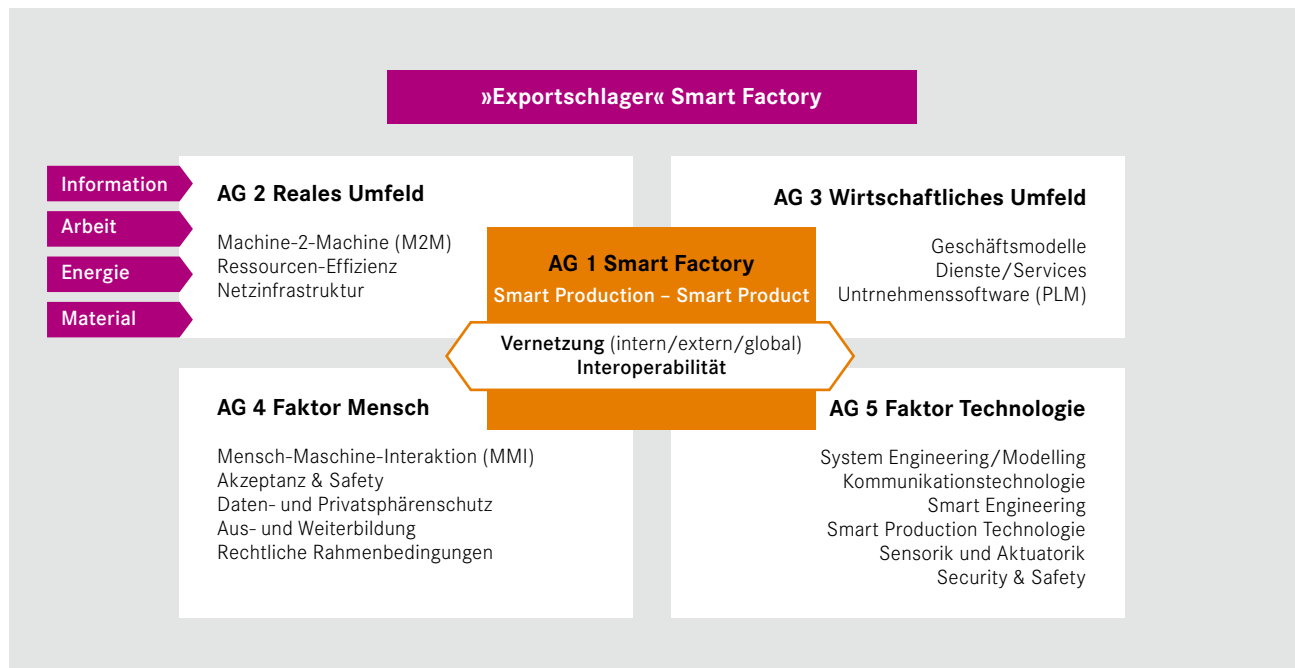 »Exportschlager« Smart Factory
Information
Arbeit
Energie
Material
AG 2 Reales Umfeld
Machine-2-Machine (M2M)
Ressourcen-Effizienz
Netzinfrastruktur
AG 3 Wirtschaftliches Umfeld
Geschäftsmodelle
Dienste/Services
Untrnehmenssoftware (PLM)
AG 1 Smart Factory
Smart Production – Smart Product
Vernetzung (intern/extern/global)
Interoperabilität
AG 4 Faktor Mensch
Mensch-Maschine-Interaktion (MMI)
Akzeptanz & Safety
Daten- und Privatsphärenschutz
Aus- und Weiterbildung
Rechtliche Rahmenbedingungen
AG 5 Faktor Technologie
System Engineering/Modelling
Kommunikationstechnologie
Smart Engineering
Smart Production Technologie
Sensorik und Aktuatorik
Security & Safety